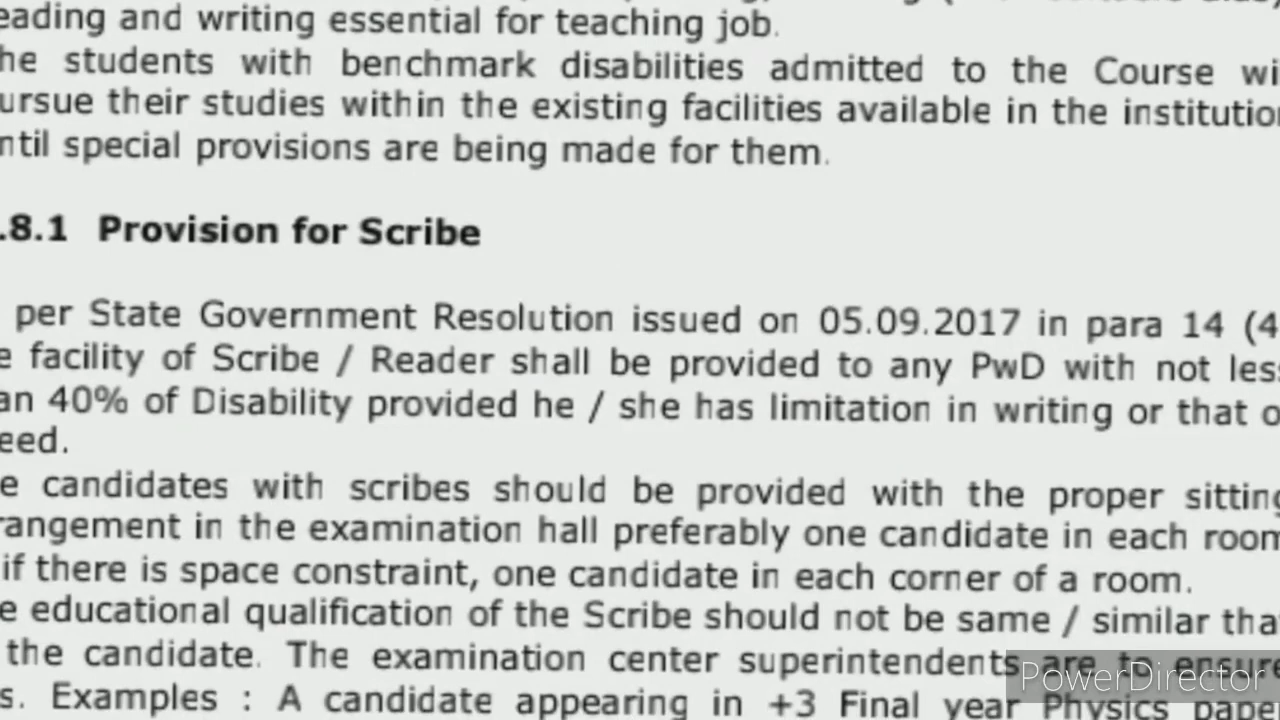 eading and writing essential for teaching job.
he students with benchmark disabilities admitted to the Course wi
ursue their studies within the existing facilities available in the institution
ntil special provisions are being made for them.
.8.1 Provision for Scribe
per State Government Resolution issued on 05.09.2017 in para 14 (4
e facility of Scribe / Reader shall be provided to any PwD with not less
an 40% of Disability provided he / she has limitation in writing or that o
eed.
e candidates with scribes should be provided with the proper sitting
rangement in the examination hall preferably one candidate in each room
if there is space constraint, one candidate in each corner of a room.
e educational qualification of the Scribe should not be same / similar that
the candidate. The examination center superintendents are to ensure
s. Examples : A candidate appearing in +3 Final year Physics paper
PowerDirector